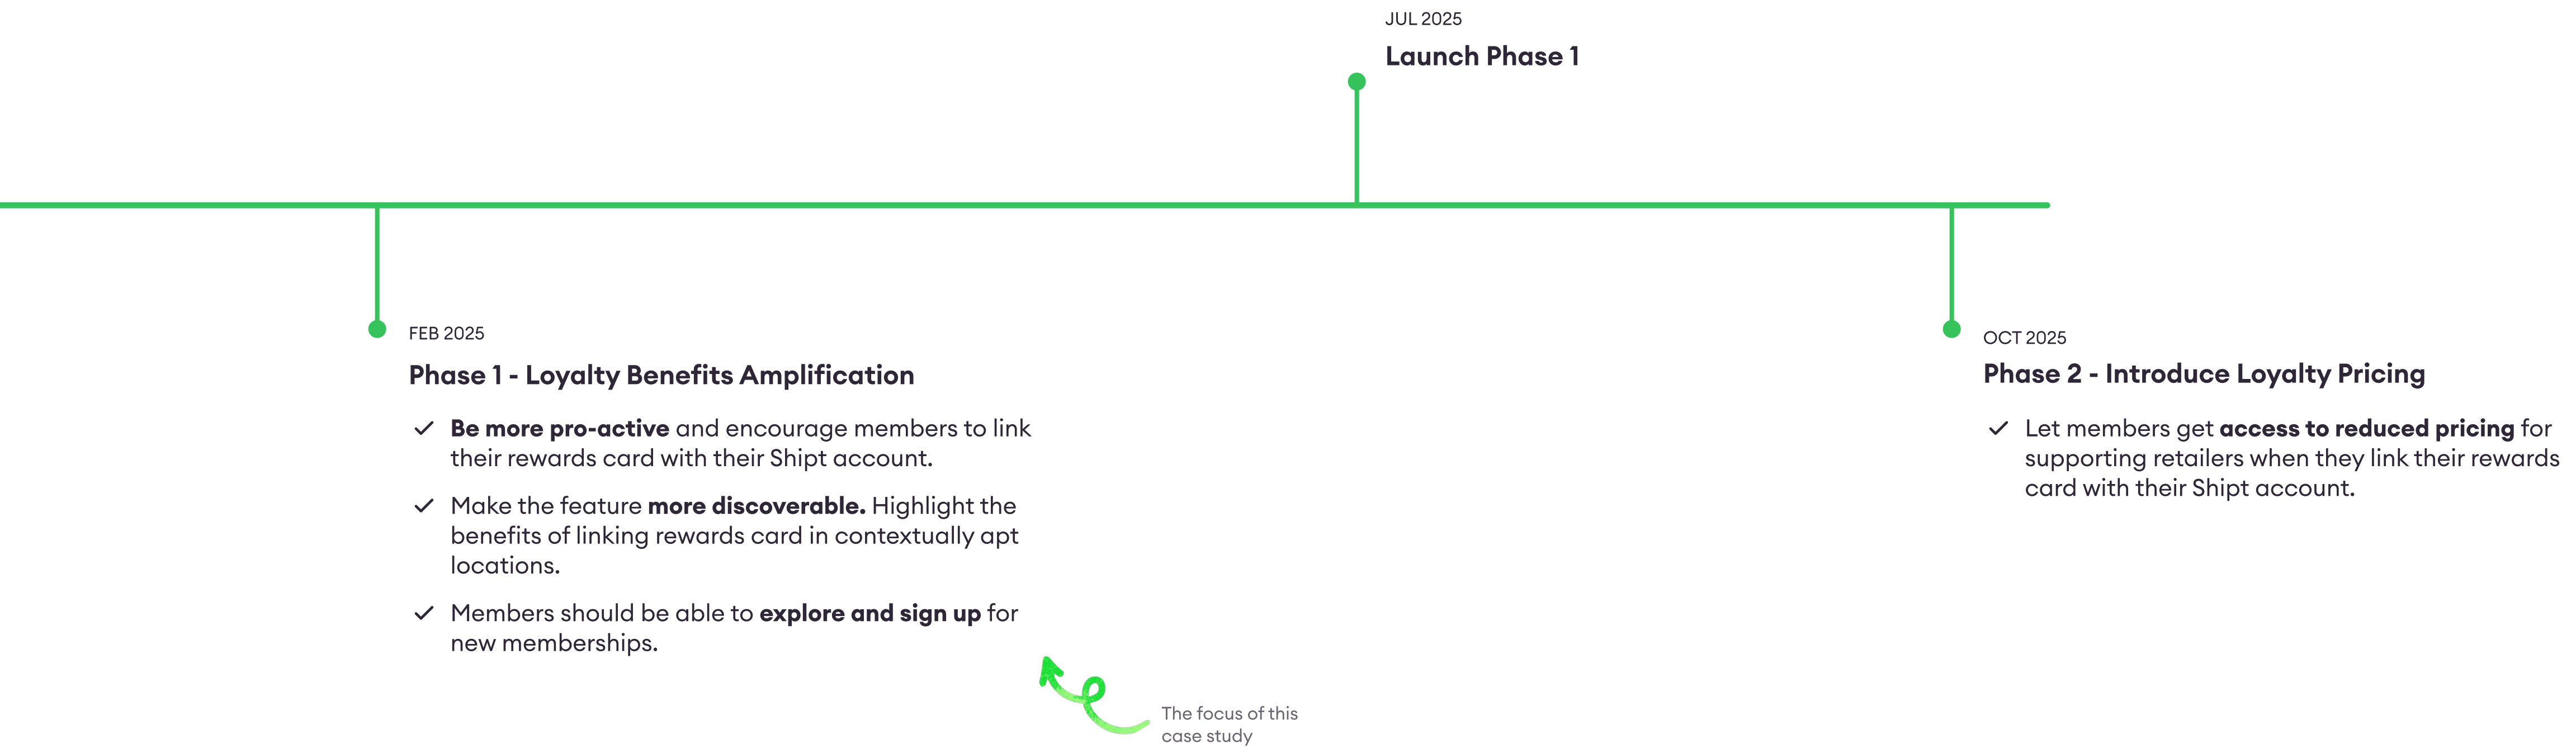 JUL 2025
Launch Phase 1
FEB 2025
Phase 1 - Loyalty Benefits Amplification
Be more pro-active and encourage members to link
their rewards card with their Shipt account.
Make the feature more discoverable. Highlight the
benefits of linking rewards card in contextually apt
locations.
Members should be able to explore and sign up for
new memberships.
The focus of this
case study
OCT 2025
Phase 2 - Introduce Loyalty Pricing
Let members get access to reduced pricing for
supporting retailers when they link their rewards
card with their Shipt account.